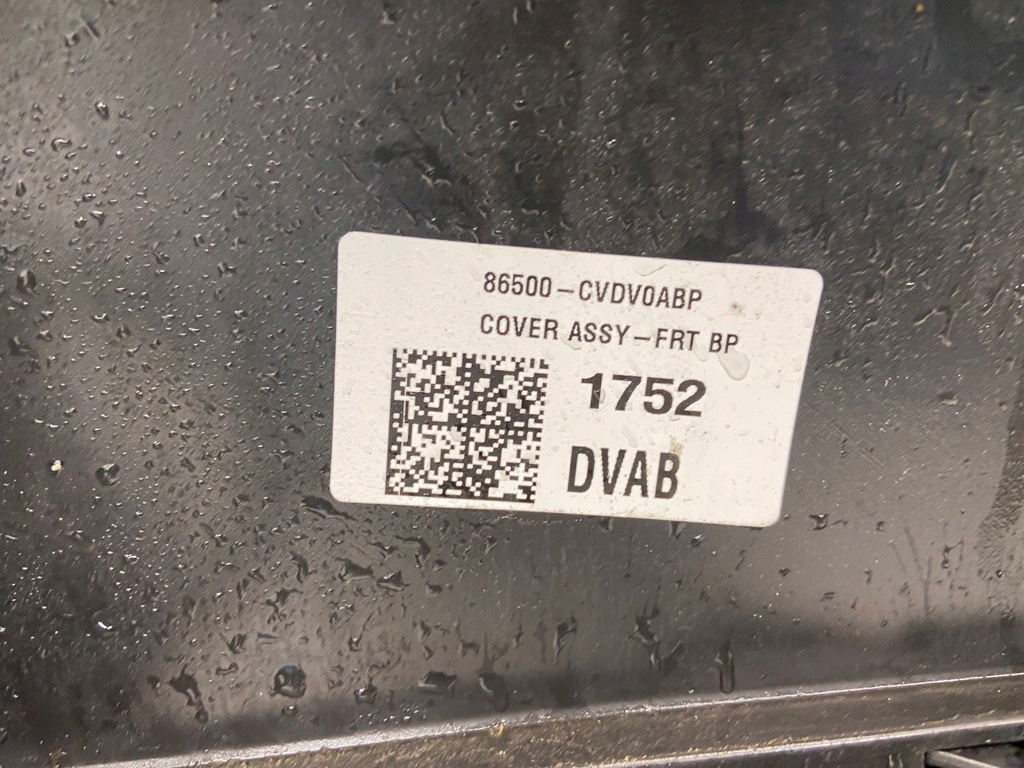 86500-CVDV0ABP
COVER ASSY-FRT BP
1752
DVAB